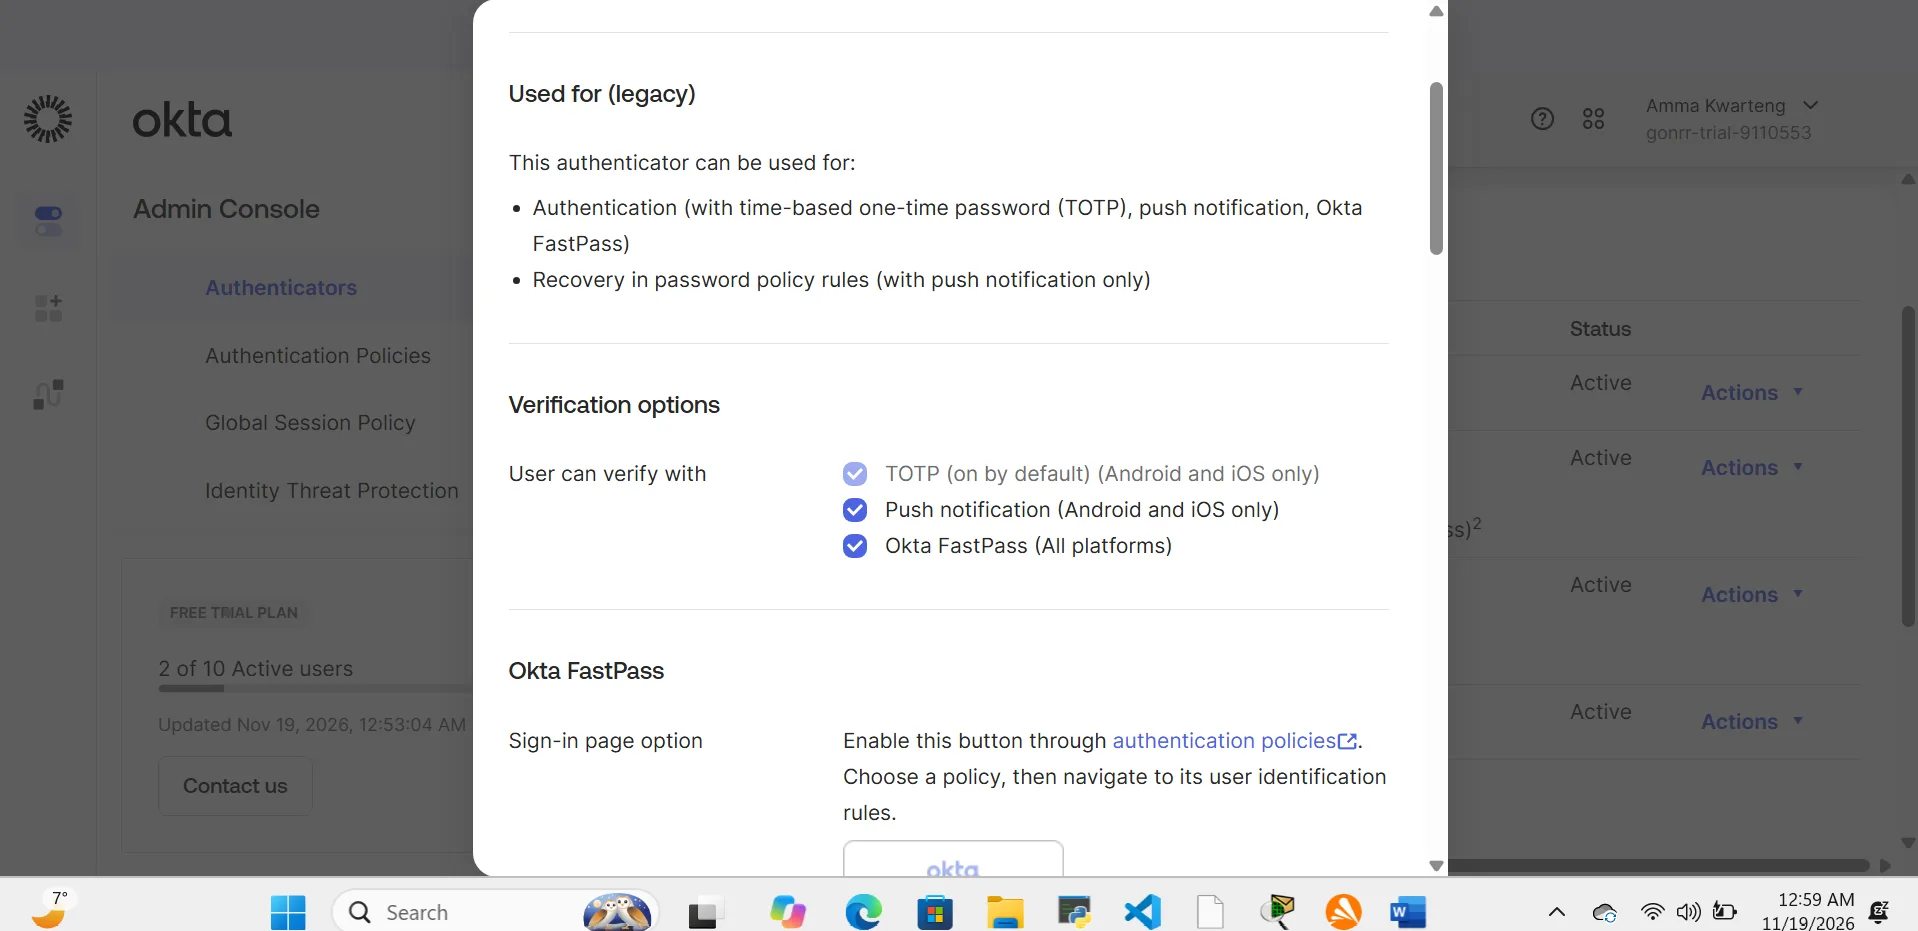 okta
Admin Console
Authenticators
Authentication Policies
Global Session Policy
Identity Threat Protection
FREE TRIAL PLAN
2 of 10 Active users
Updated Nov 19, 2026, 12:53:04 AM
Contact us
Used for (legacy)
This authenticator can be used for:
Authentication (with time-based one-time password (TOTP), push notification, Okta
FastPass)
Recovery in password policy rules (with push notification only)
Verification options
User can verify with
TOTP (on by default) (Android and iOS only)
Push notification (Android and iOS only)
Okta FastPass (All platforms)
Okta FastPass
Sign-in page option
Enable this button through authentication policies.
Choose a policy, then navigate to its user identification
rules.
okta
Amma Kwarteng
gonrr-trial-9110553
Status
Active Actions
Active Actions
ss)2
Active Actions
Active Actions
7°
Search
12:59 AM
11/19/2026